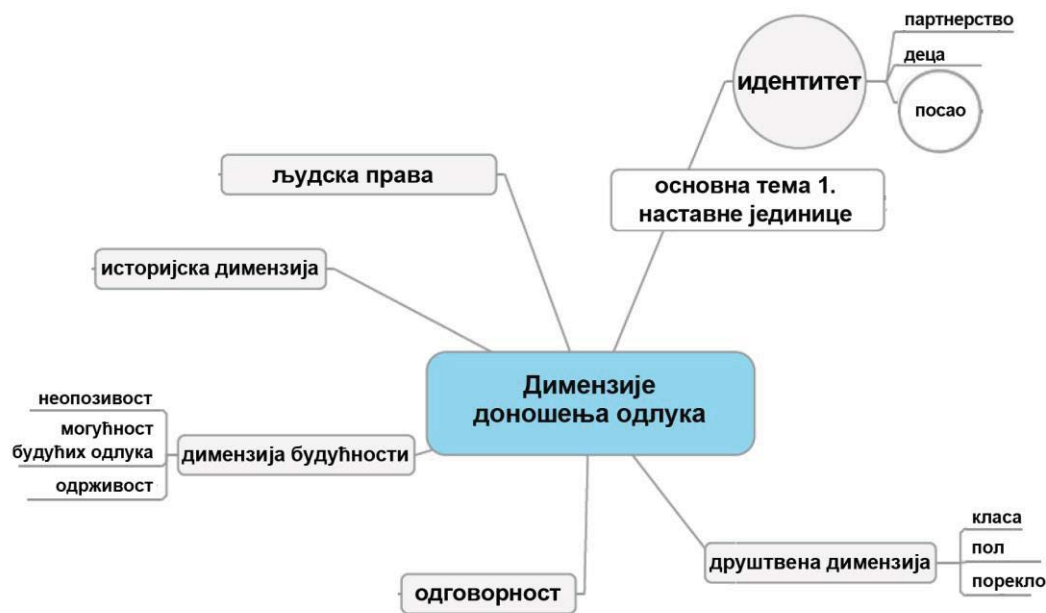 партнерство
деца
идентитет
посао
људска права
основна тема 1.
наставне јединице
историјска димензија
Димензије
доношења одлука
неопозивост
могућност
будућих одлука
одрживост
димензија будућности
класа
пол
порекло
друштвена димензија
одговорност